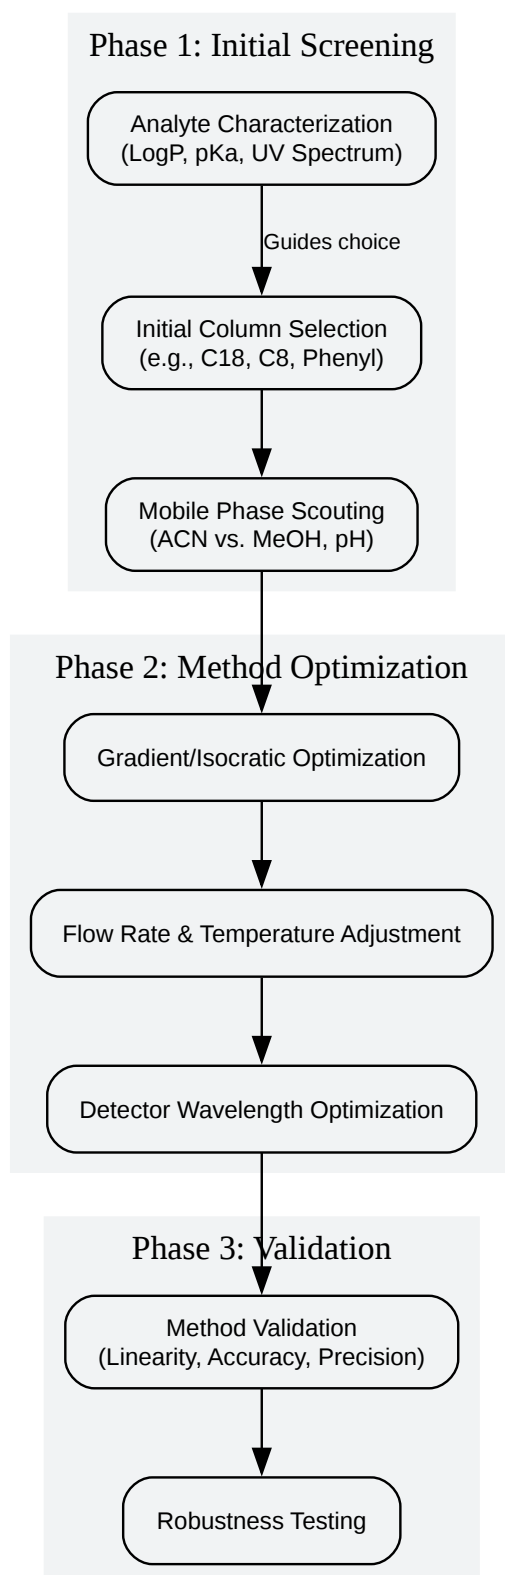 Phase 1: Initial Screening
Analyte Characterization
(LogP, pKa, UV Spectrum)
Guides choice
Initial Column Selection
(e.g., C18, C8, Phenyl)
Mobile Phase Scouting
(ACN vs. MeOH, pH)
Phase 2: Method Optimization
Gradient/Isocratic Optimization
Flow Rate & Temperature Adjustment
Detector Wavelength Optimization
Phase 3: Validation
Method Validation
(Linearity, Accuracy, Precision)
Robustness Testing